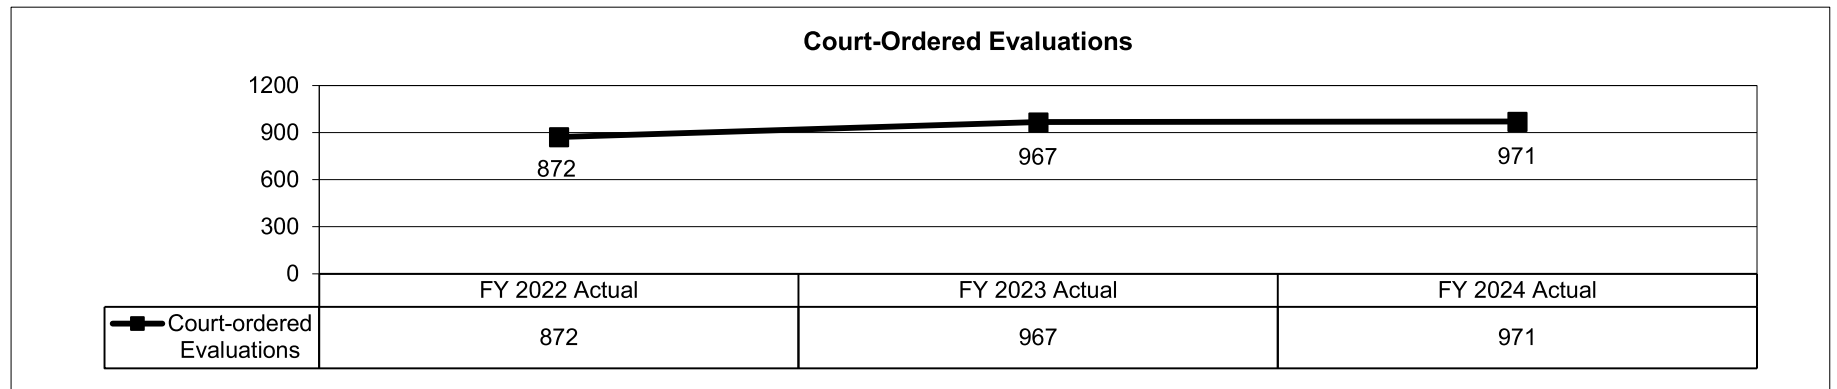 Court-Ordered Evaluations
1200
900
600
300
0
872
967
971
FY 2022 Actual
FY 2023 Actual
FY 2024 Actual
Court-ordered
Evaluations
872
967
971